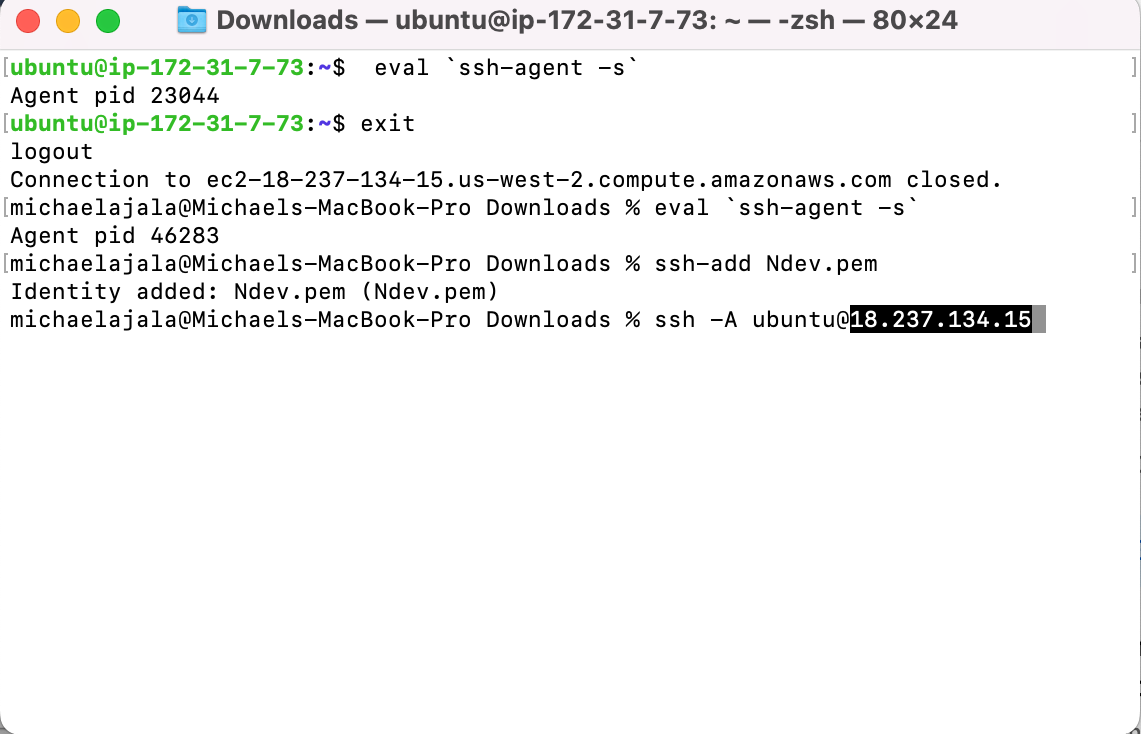 Downloads — ubuntu@ip-172-31-7-73: ~ — -zsh — 80×24
[ubuntu@ip-172-31-7-73:~$  eval `ssh-agent -s` ]
Agent pid 23044
[ubuntu@ip-172-31-7-73:~$ exit ]
logout
Connection to ec2-18-237-134-15.us-west-2.compute.amazonaws.com closed.
[michaelajala@Michaels-MacBook-Pro Downloads % eval `ssh-agent -s` ]
Agent pid 46283
[michaelajala@Michaels-MacBook-Pro Downloads % ssh-add Ndev.pem ]
Identity added: Ndev.pem (Ndev.pem)
michaelajala@Michaels-MacBook-Pro Downloads % ssh -A ubuntu@18.237.134.15